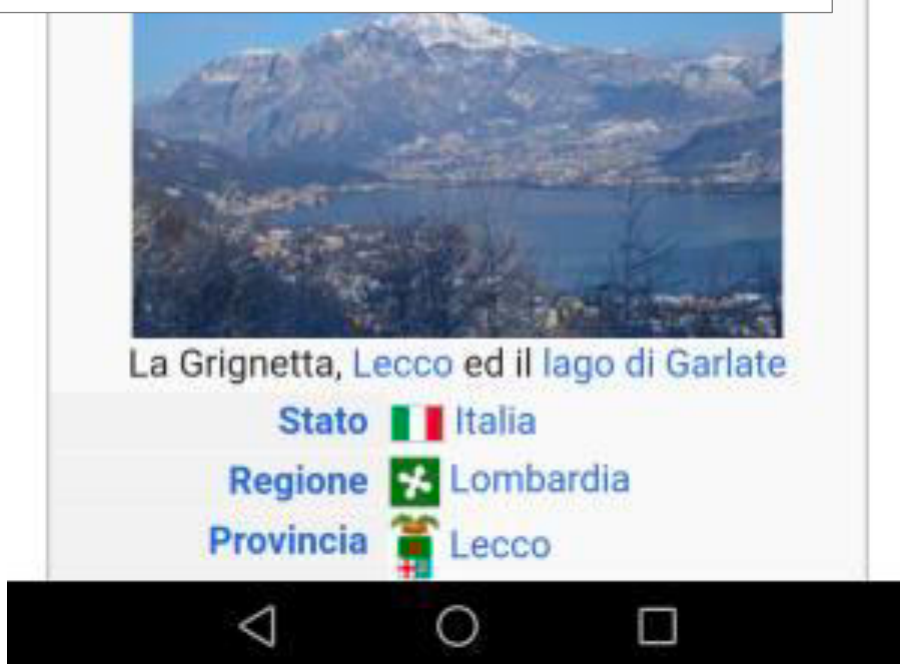 La Grignetta, Lecco ed il lago di Garlate
Stato Italia
Regione Lombardia
Provincia Lecco